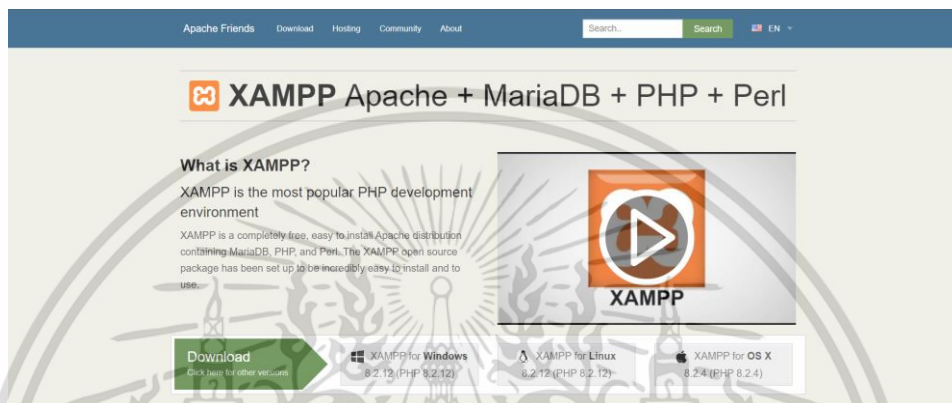 Apache Friends Download Hosting Community About Search... Search EN
XAMPP Apache + MariaDB + PHP + Perl
What is XAMPP?
XAMPP is the most popular PHP development
environment
XAMPP is a completely free, easy to install Apache distribution
containing MariaDB, PHP, and Perl. The XAMPP open source
package has been set up to be incredibly easy to install and to
use.
XAMPP
Download
Click here for other versions
XAMPP for Windows
8.2.12 (PHP 8.2.12)
XAMPP for Linux
8.2.12 (PHP 8.2.12)
XAMPP for OS X
8.2.4 (PHP 8.2.4)